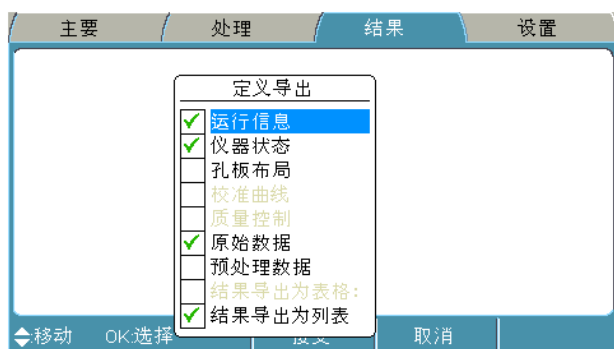 主要 处理 结果 设置
定义导出
运行信息
仪器状态
孔板布局
校准曲线
质量控制
原始数据
预处理数据
结果导出为表格:
结果导出为列表
移动 OK:选择 接受 取消